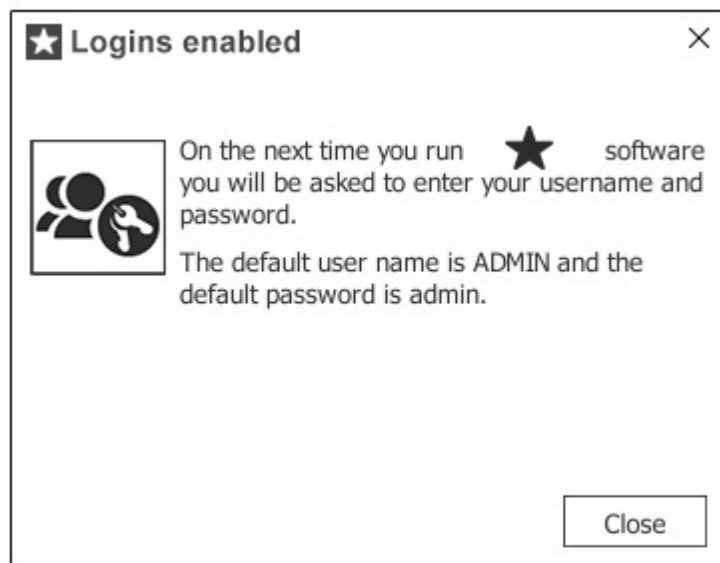 Logins enabled
On the next time you run software
you will be asked to enter your username and
password.
The default user name is ADMIN and the
default password is admin.
Close